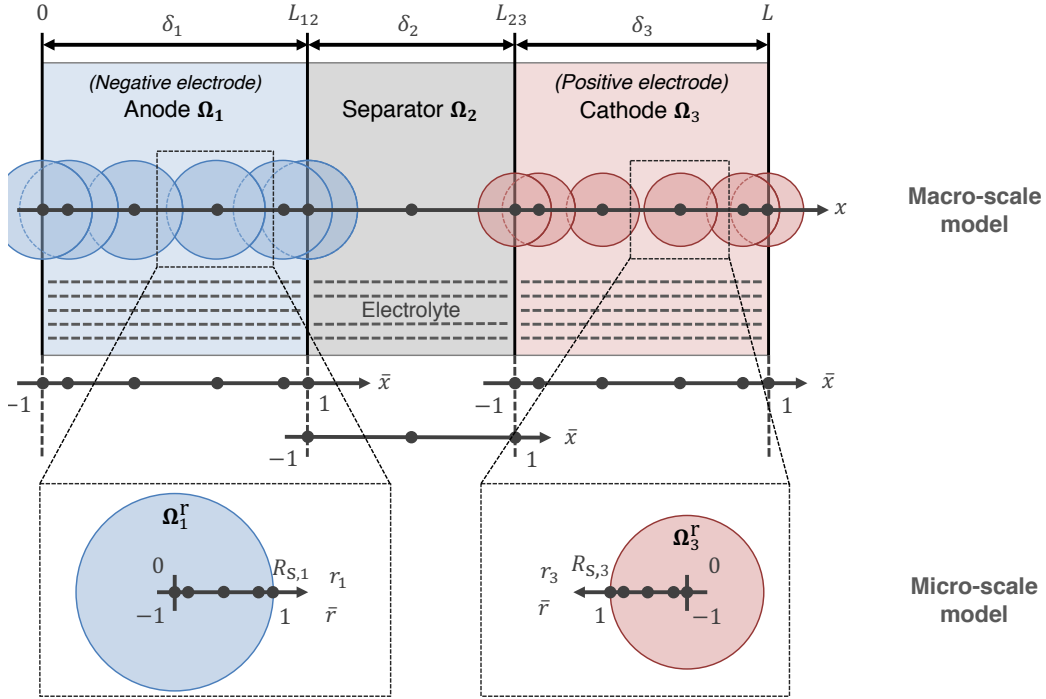 0 L₁₂ L₂₃ L
δ₁ δ₂ δ₃
(Negative electrode) (Positive electrode)
Anode Ω₁ Separator Ω₂ Cathode Ω₃
x
Macro-scale
model
Electrolyte
x̄ x̄
−1 1 −1 1
x̄
−1 1
Ω₁ʳ Ω₃ʳ
0 R_S,1 r₁ r₃ R_S,3 0
−1 1 r̄ r̄ 1 −1
Micro-scale
model